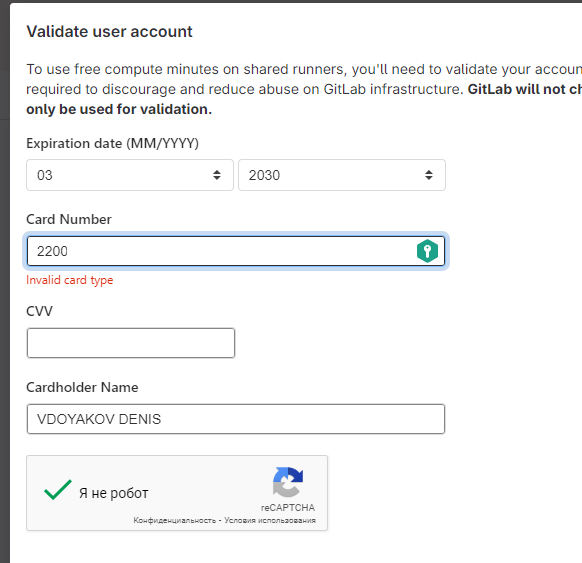 Validate user account
To use free compute minutes on shared runners, you'll need to validate your accoun
required to discourage and reduce abuse on GitLab infrastructure. GitLab will not ch
only be used for validation.
Expiration date (MM/YYYY)
03 2030
Card Number
2200
Invalid card type
CVV
Cardholder Name
VDOYAKOV DENIS
Я не робот
reCAPTCHA
Конфиденциальность - Условия использования